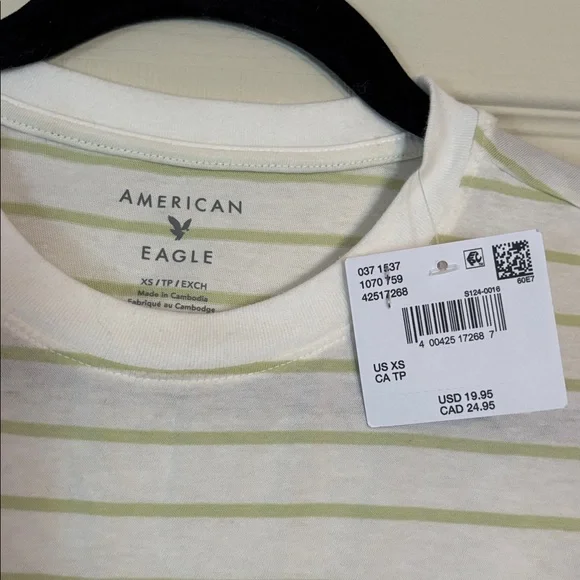 AMERICAN
EAGLE
XS / TP / EXCH
Made in Cambodia
Fabriqué au Cambodge
037 1537
1070 759
42517268
60E7
S124-0016
4 00425 17268 7
US XS
CA TP
USD 19.95
CAD 24.95